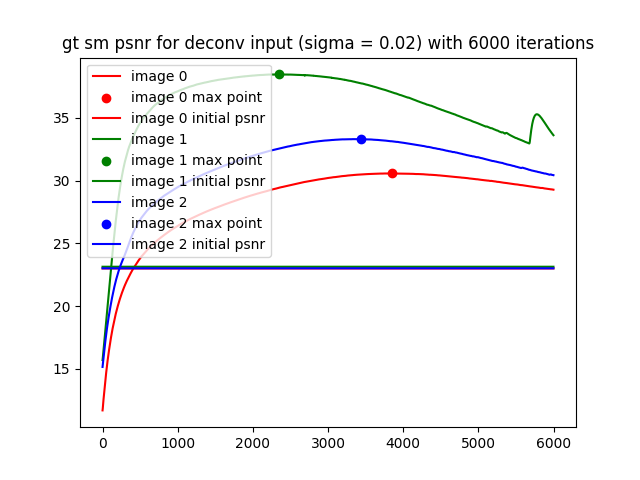 gt sm psnr for deconv input (sigma = 0.02) with 6000 iterations
image 0
image 0 max point
image 0 initial psnr
image 1
image 1 max point
image 1 initial psnr
image 2
image 2 max point
image 2 initial psnr
35
30
25
20
15
0 1000 2000 3000 4000 5000 6000